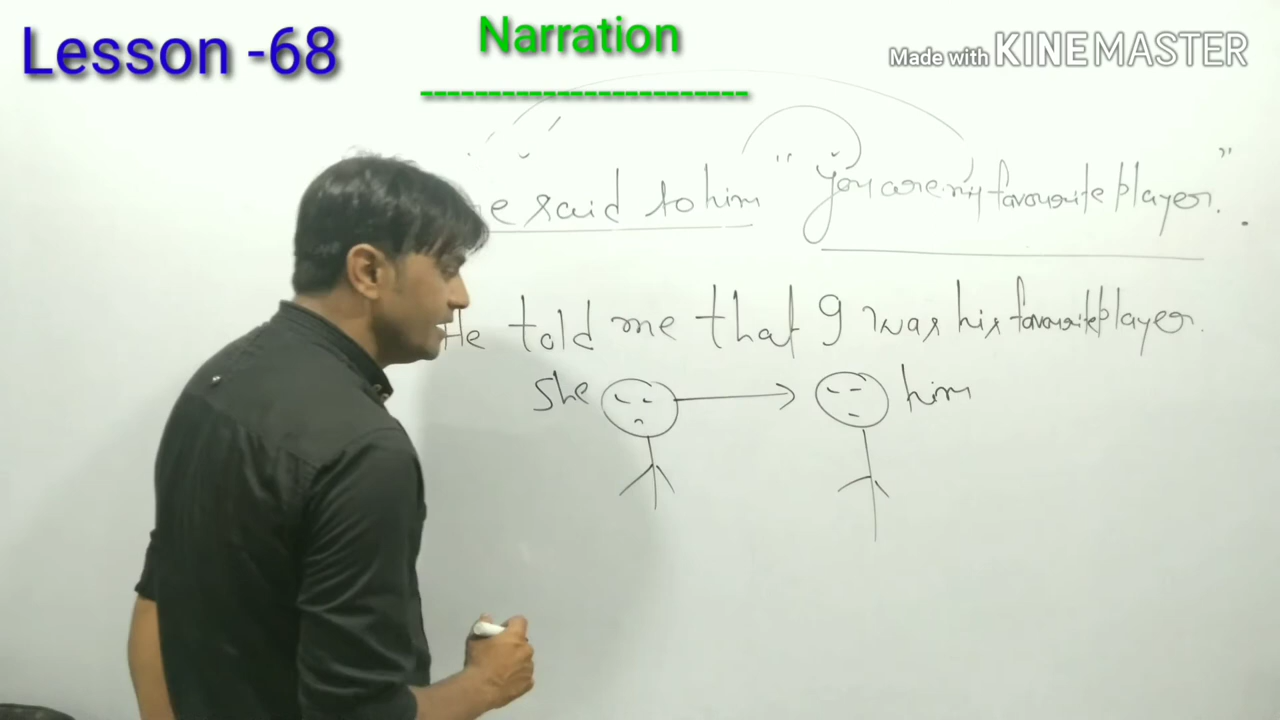 Lesson -68
Narration
Made with KINEMASTER
e said to him " you are my favourite player. ".
He told me that I was his favourite player.
She
him